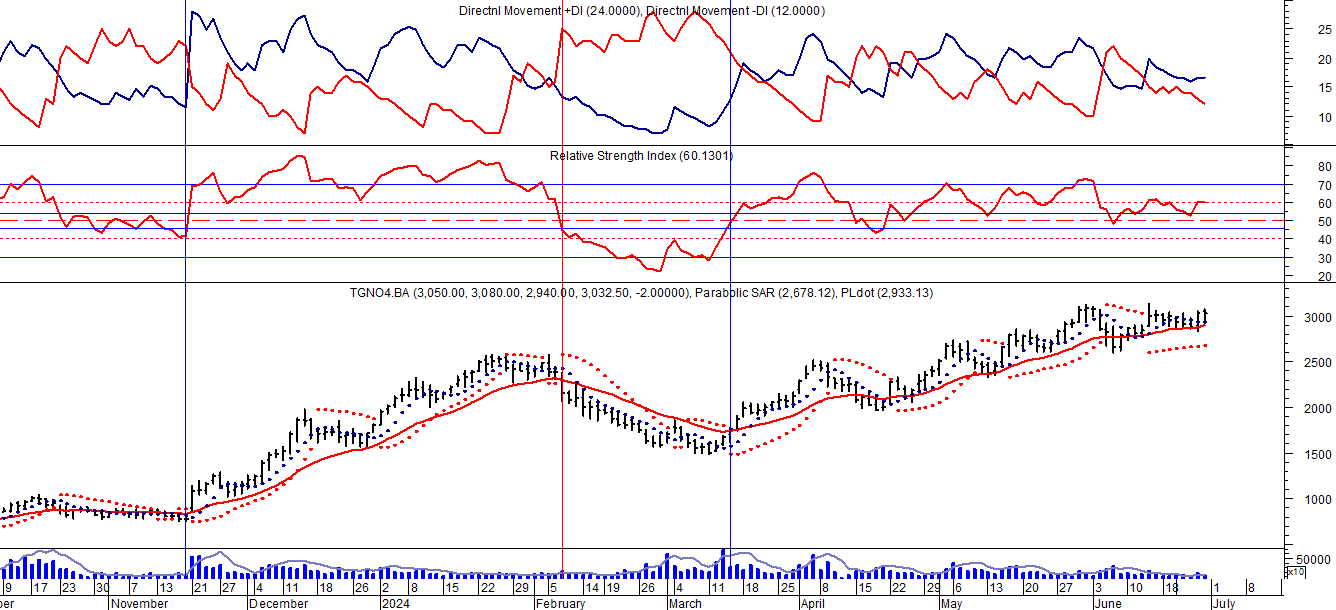 Directnl Movement +DI (24.0000), Directnl Movement -DI (12.0000)
25
20
15
10
Relative Strength Index (60.1301)
80
70
60
50
40
30
20
TGNO4.BA (3,050.00, 3,080.00, 2,940.00, 3,032.50, -2.00000), Parabolic SAR (2,678.12), PLdot (2,933.13)
3000
2500
2000
1500
1000
50000
x10
9 17 23 30 7 13 21 27 4 11 18 26 2 8 15 22 29 5 14 19 26 4 11 18 25 4 8 15 22 29 6 13 20 27 3 10 18 1 8
ber November December 2024 February March April May June July